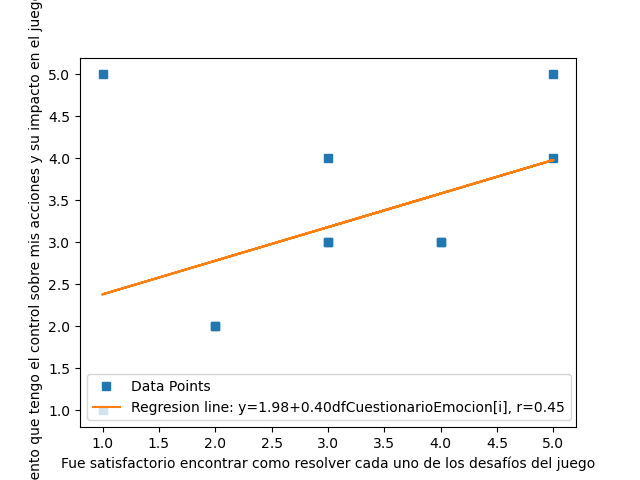 ento que tengo el control sobre mis acciones y su impacto en el juego
5.0
4.5
4.0
3.5
3.0
2.5
2.0
1.5
1.0
Data Points
Regresion line: y=1.98+0.40dfCuestionarioEmocion[i], r=0.45
1.0 1.5 2.0 2.5 3.0 3.5 4.0 4.5 5.0
Fue satisfactorio encontrar como resolver cada uno de los desafíos del juego